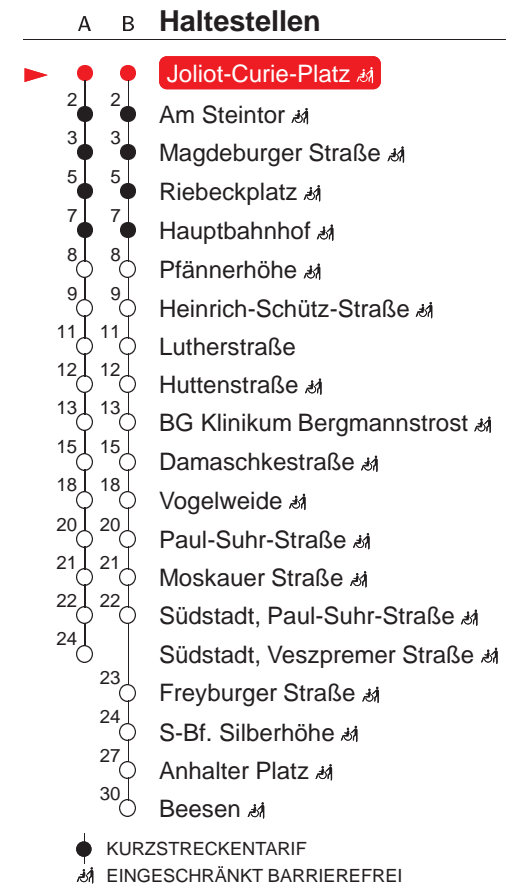 A B Haltestellen
Joliot-Curie-Platz
2 2 Am Steintor
3 3 Magdeburger Straße
5 5 Riebeckplatz
7 7 Hauptbahnhof
8 8 Pfännerhöhe
9 9 Heinrich-Schütz-Straße
11 11 Lutherstraße
12 12 Huttenstraße
13 13 BG Klinikum Bergmannstrost
15 15 Damaschkestraße
18 18 Vogelweide
20 20 Paul-Suhr-Straße
21 21 Moskauer Straße
22 22 Südstadt, Paul-Suhr-Straße
24 Südstadt, Veszpremer Straße
23 Freyburger Straße
24 S-Bf. Silberhöhe
27 Anhalter Platz
30 Beesen
KURZSTRECKENTARIF
EINGESCHRÄNKT BARRIEREFREI